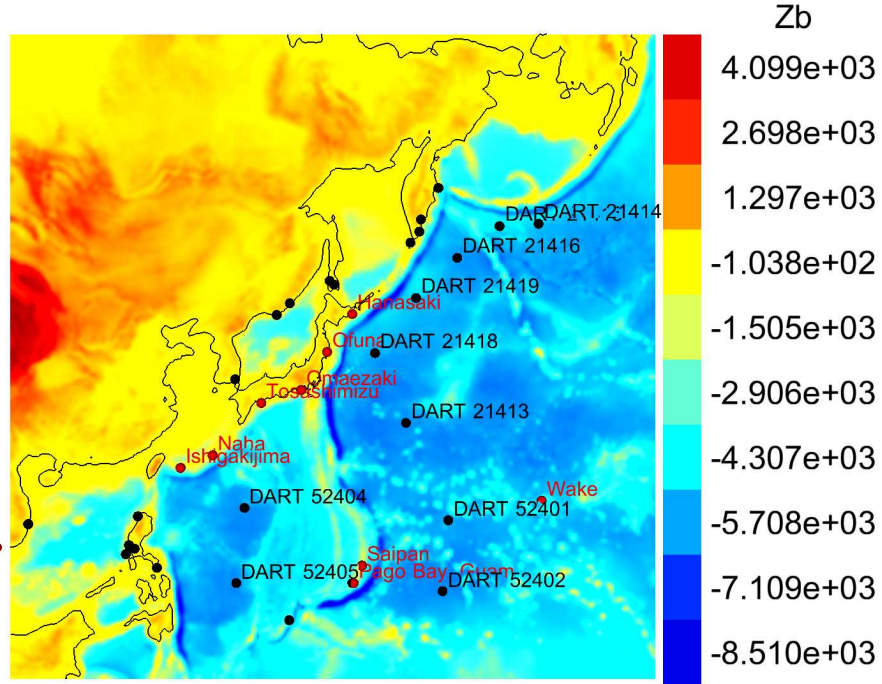 Zb
4.099e+03
2.698e+03
1.297e+03
-1.038e+02
-1.505e+03
-2.906e+03
-4.307e+03
-5.708e+03
-7.109e+03
-8.510e+03
DART 21414
DART 21416
DART 21419
Hanasaki
Ofuna
DART 21418
Omaezaki
Tosashimizu
DART 21413
Naha
Ishigakijima
Wake
DART 52404
DART 52401
Saipan
DART 52405
Pago Bay, Guam
DART 52402